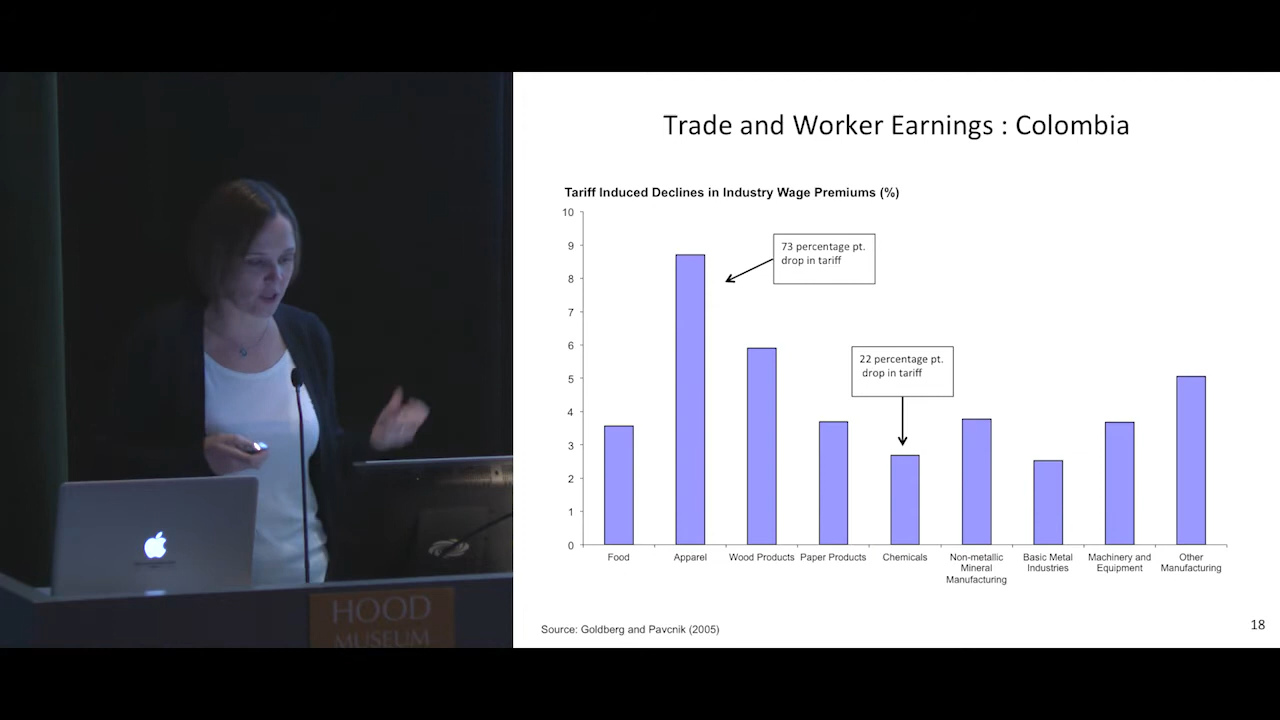 Trade and Worker Earnings : Colombia
Tariff Induced Declines in Industry Wage Premiums (%)
10
9
8
7
6
5
4
3
2
1
0
73 percentage pt.
drop in tariff
22 percentage pt.
drop in tariff
Food
Apparel
Wood Products
Paper Products
Chemicals
Non-metallic
Mineral
Manufacturing
Basic Metal
Industries
Machinery and
Equipment
Other
Manufacturing
Source: Goldberg and Pavcnik (2005)
18
HOOD
MUSEUM